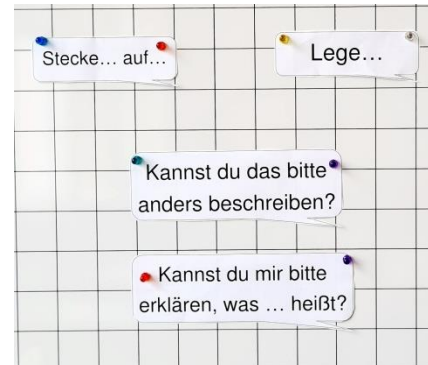 Stecke… auf…
Lege…
Kannst du das bitte
anders beschreiben?
Kannst du mir bitte
erklären, was … heißt?